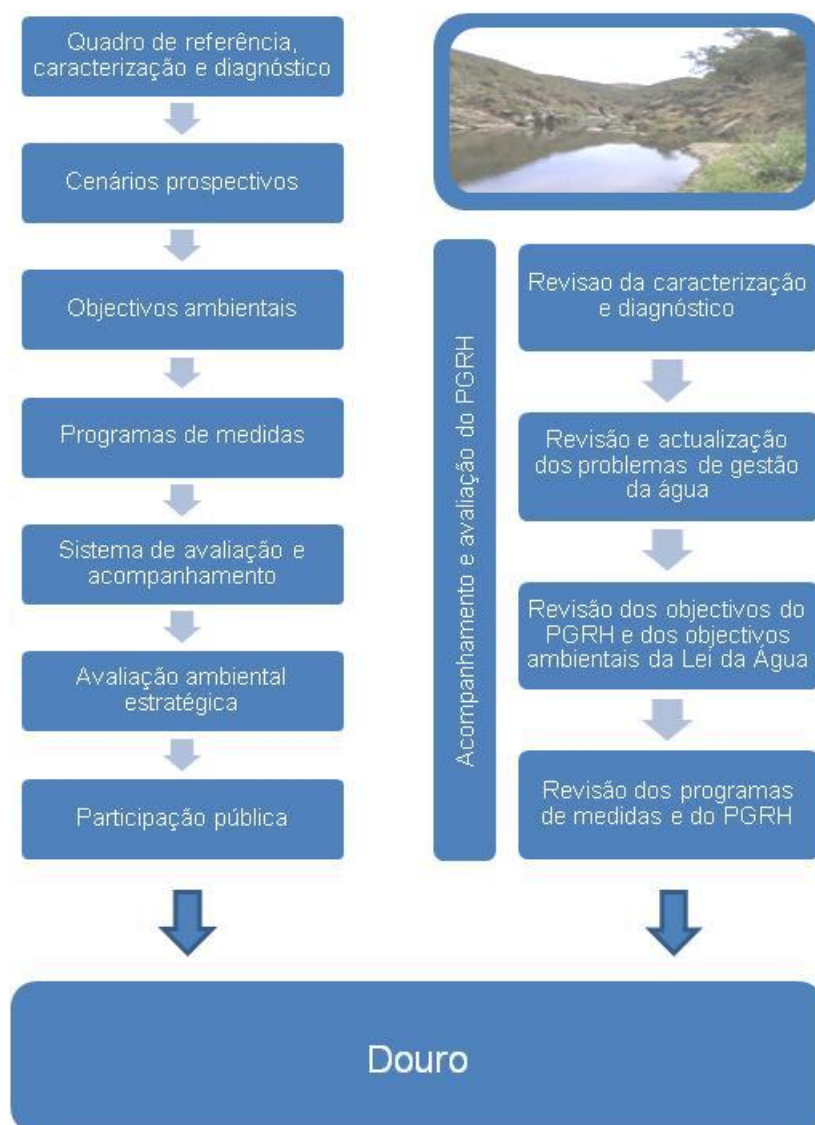 Quadro de referência,
caracterização e diagnóstico
Cenários prospectivos
Objectivos ambientais
Programas de medidas
Sistema de avaliação e
acompanhamento
Avaliação ambiental
estratégica
Participação pública
Acompanhamento e avaliação do PGRH
Revisao da caracterização
e diagnóstico
Revisão e actualização
dos problemas de gestão
da água
Revisão dos objectivos do
PGRH e dos objectivos
ambientais da Lei da Água
Revisão dos programas
de medidas e do PGRH
Douro